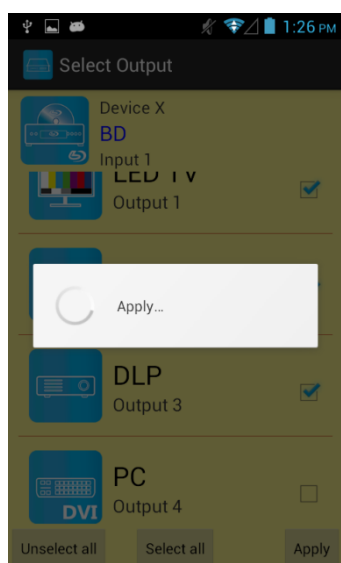 1:26 PM
Select Output
Device X
BD
Input 1
LED TV
Output 1
Apply...
DLP
Output 3
PC
DVI
Output 4
Unselect all
Select all
Apply